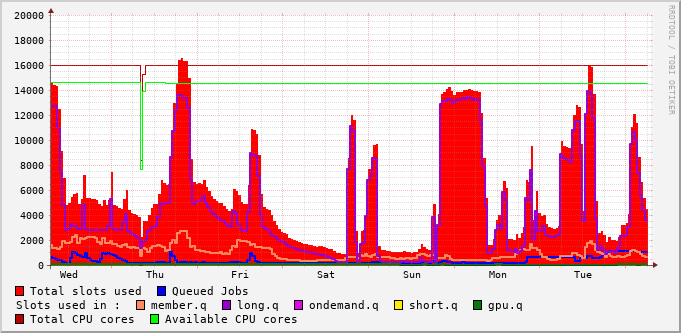 20000
18000
16000
14000
12000
10000
8000
6000
4000
2000
0
Wed Thu Fri Sat Sun Mon Tue
RRDTOOL / TOBI OETIKER
Total slots used Queued Jobs
Slots used in : member.q long.q ondemand.q short.q gpu.q
Total CPU cores Available CPU cores